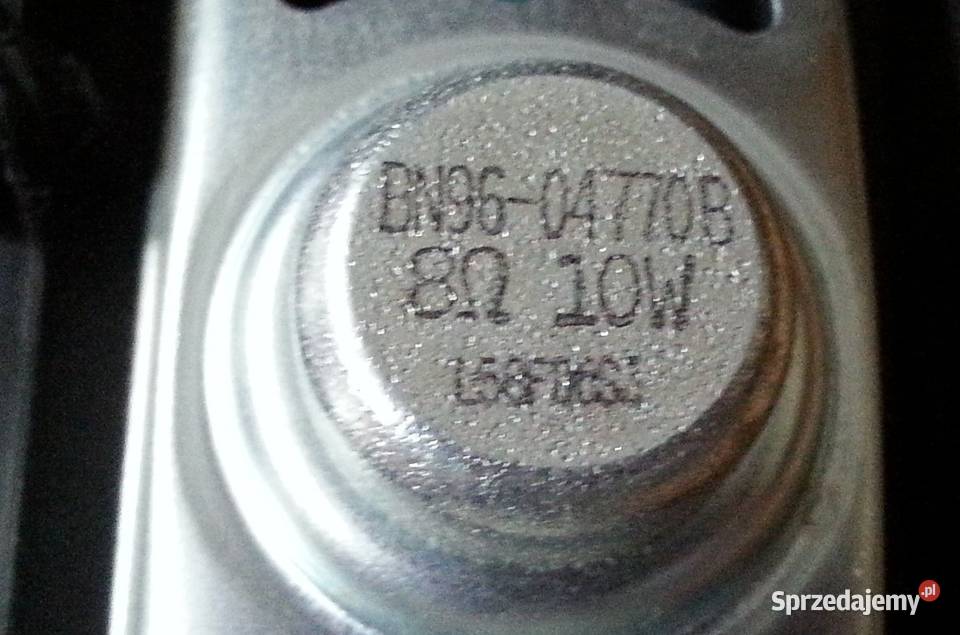 BN96-04770B
8Ω 10W
Sprzedajemy.pl